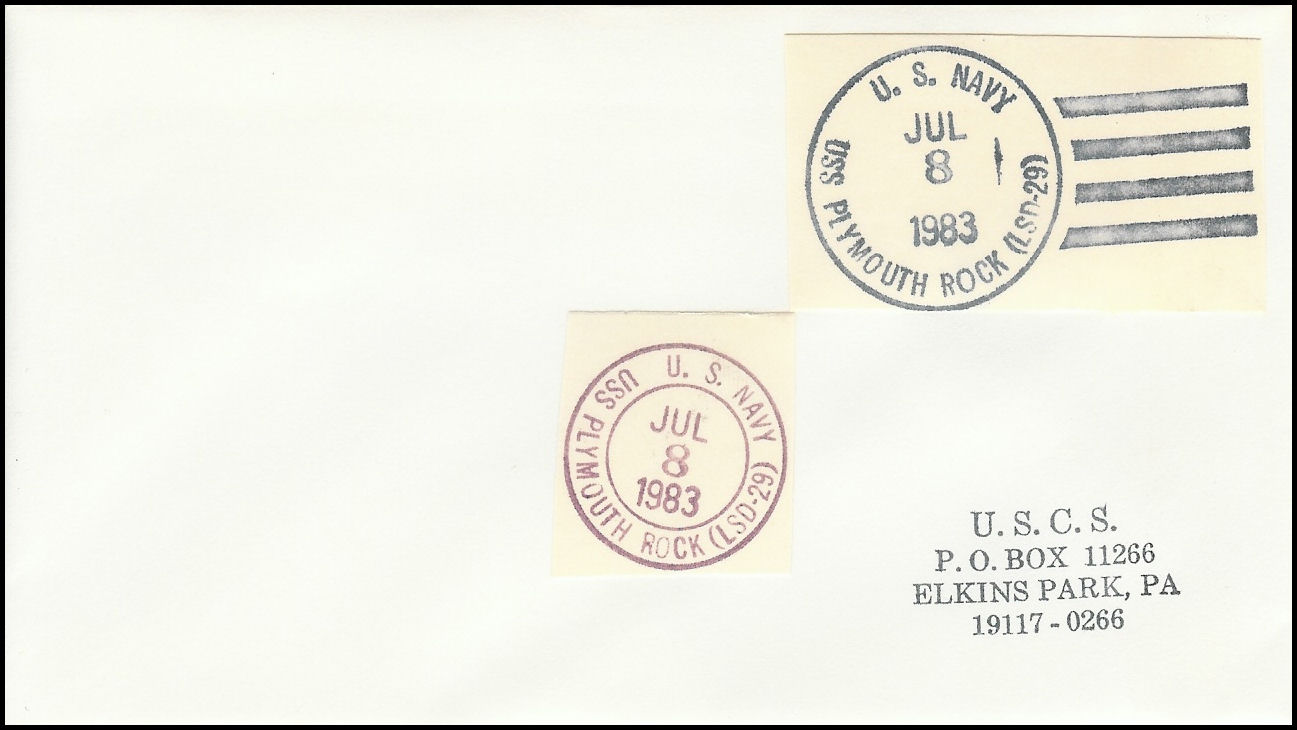 U. S. NAVY
JUL
8
1983
USS PLYMOUTH ROCK (LSD-29)
U. S. NAVY
JUL
8
1983
USS PLYMOUTH ROCK (LSD-29)
U. S. C. S.
P. O. BOX 11266
ELKINS PARK, PA
19117-0266